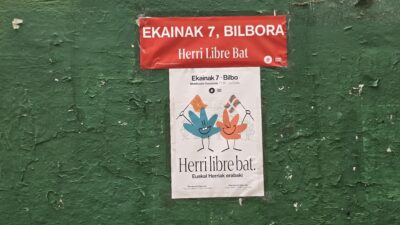 EKAINAK 7, BILBORA
Herri Libre Bat
Ekainak 7 - Bilbo
Herri libre bat.
Euskal Herriak erabaki